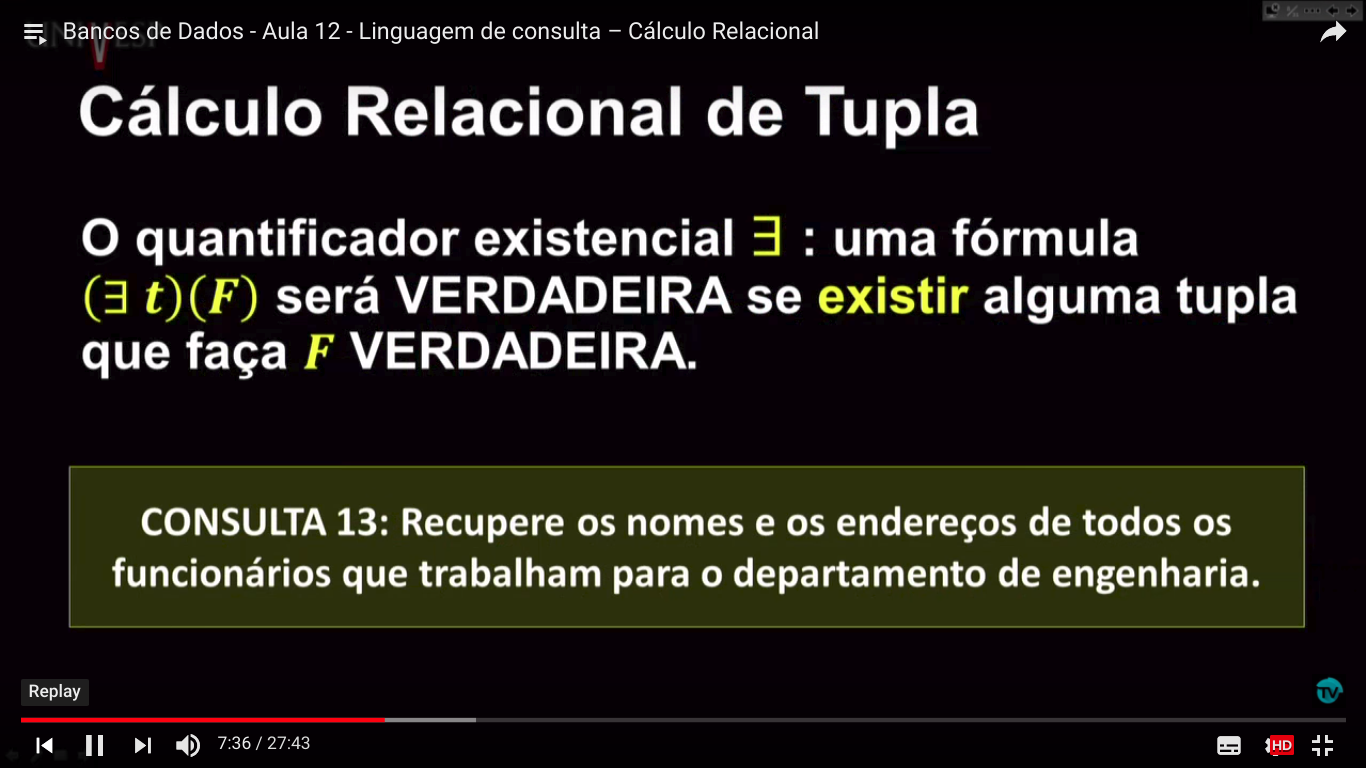 Bancos de Dados - Aula 12 - Linguagem de consulta – Cálculo Relacional
Cálculo Relacional de Tupla
O quantificador existencial ∃ : uma fórmula
(∃ t)(F) será VERDADEIRA se existir alguma tupla
que faça F VERDADEIRA.
CONSULTA 13: Recupere os nomes e os endereços de todos os
funcionários que trabalham para o departamento de engenharia.
Replay
TV
7:36 / 27:43
HD